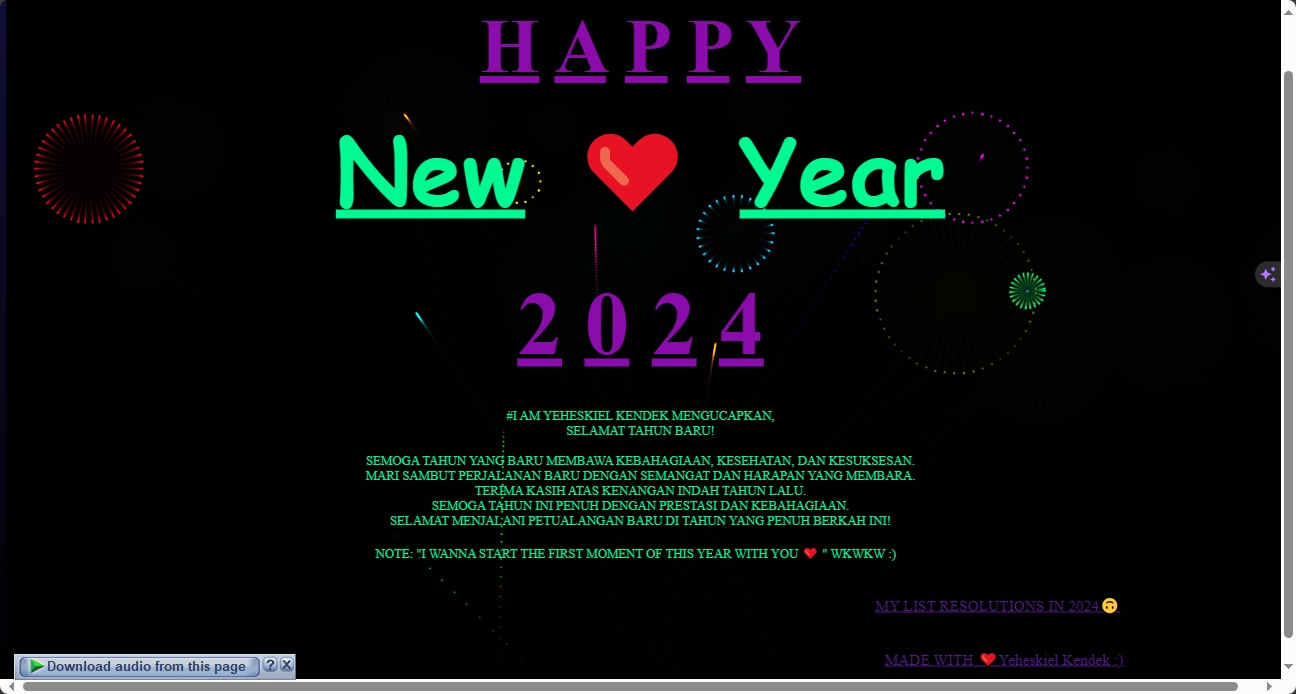 H A P P Y
New ❤️ Year
2 0 2 4
#I AM YEHESKIEL KENDEK MENGUCAPKAN,
SELAMAT TAHUN BARU!
SEMOGA TAHUN YANG BARU MEMBAWA KEBAHAGIAAN, KESEHATAN, DAN KESUKSESAN.
MARI SAMBUT PERJALANAN BARU DENGAN SEMANGAT DAN HARAPAN YANG MEMBARA.
TERIMA KASIH ATAS KENANGAN INDAH TAHUN LALU.
SEMOGA TAHUN INI PENUH DENGAN PRESTASI DAN KEBAHAGIAAN.
SELAMAT MENJALANI PETUALANGAN BARU DI TAHUN YANG PENUH BERKAH INI!
NOTE: "I WANNA START THE FIRST MOMENT OF THIS YEAR WITH YOU ❤️ " WKWKW :)
MY LIST RESOLUTIONS IN 2024🙃
MADE WITH ❤️Yeheskiel Kendek :)
Download audio from this page ? X